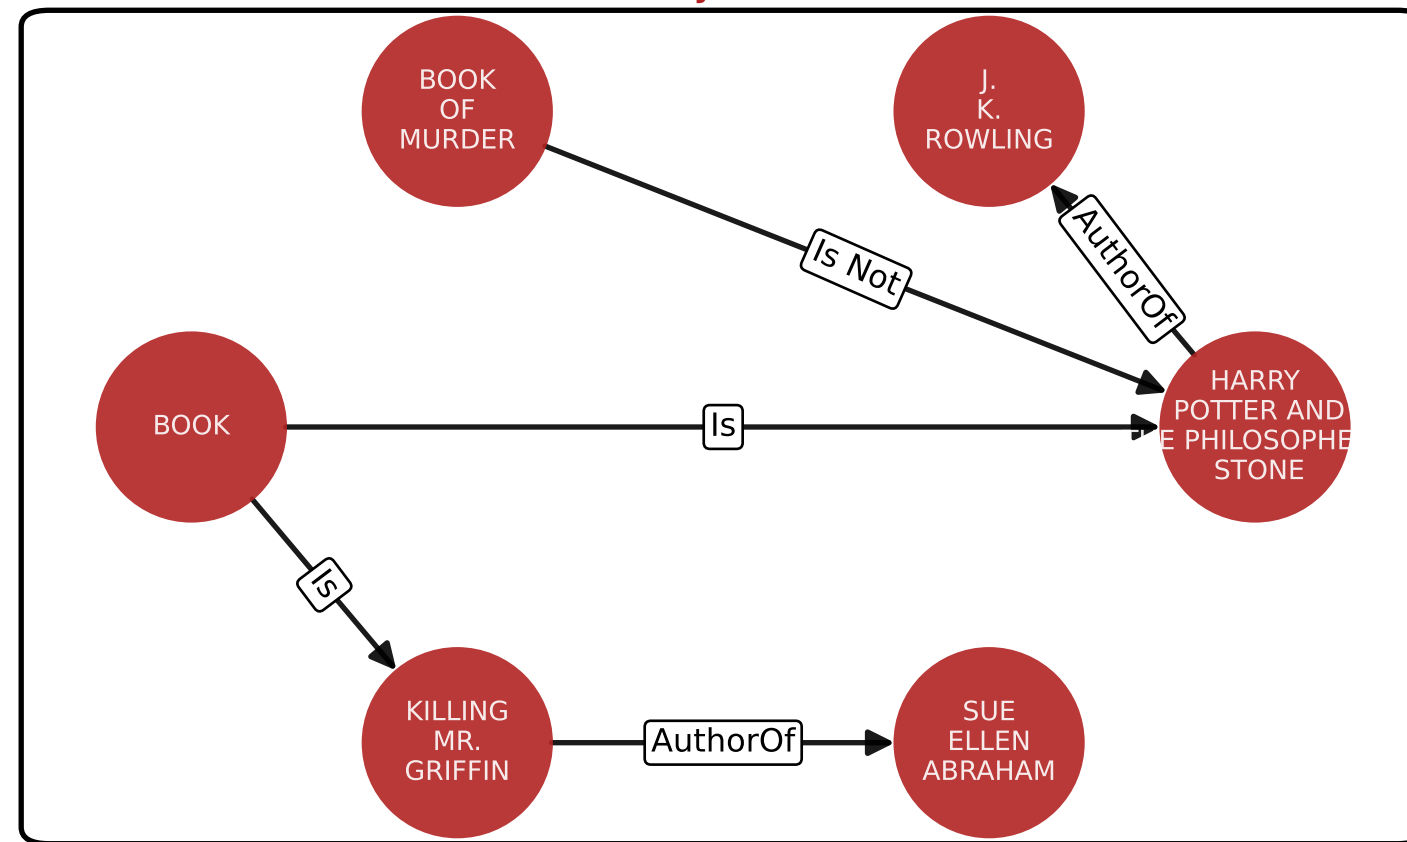 BOOK
OF
MURDER
J.
K.
ROWLING
Is Not
AuthorOf
BOOK
Is
HARRY
POTTER AND
E PHILOSOPHE
STONE
Is
KILLING
MR.
GRIFFIN
AuthorOf
SUE
ELLEN
ABRAHAM